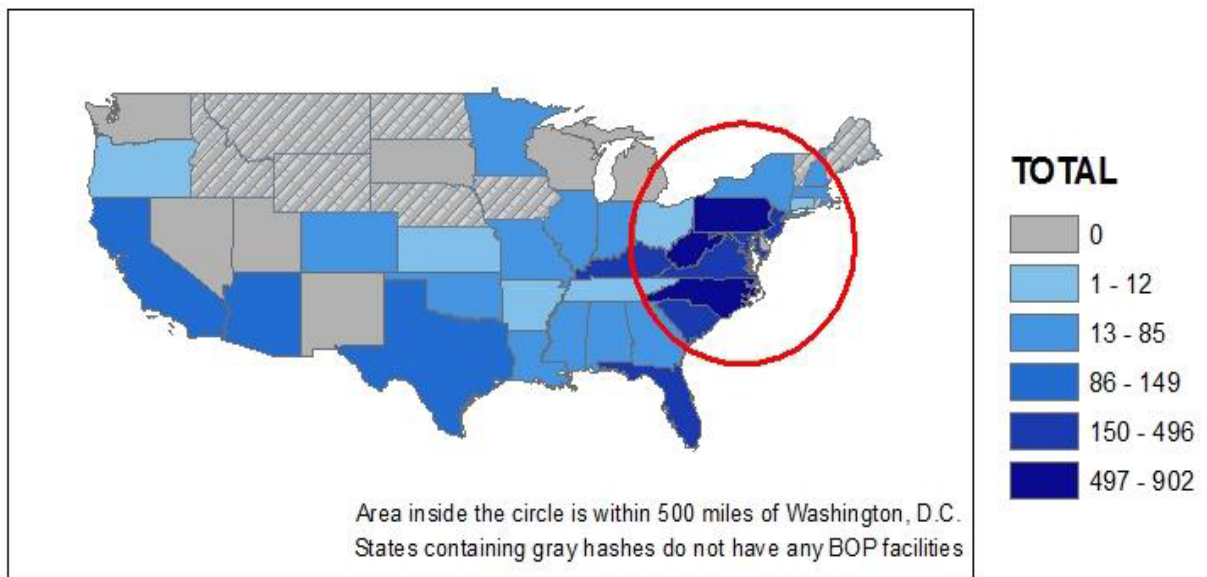 TOTAL
0
1 - 12
13 - 85
86 - 149
150 - 496
497 - 902
Area inside the circle is within 500 miles of Washington, D.C.
States containing gray hashes do not have any BOP facilities